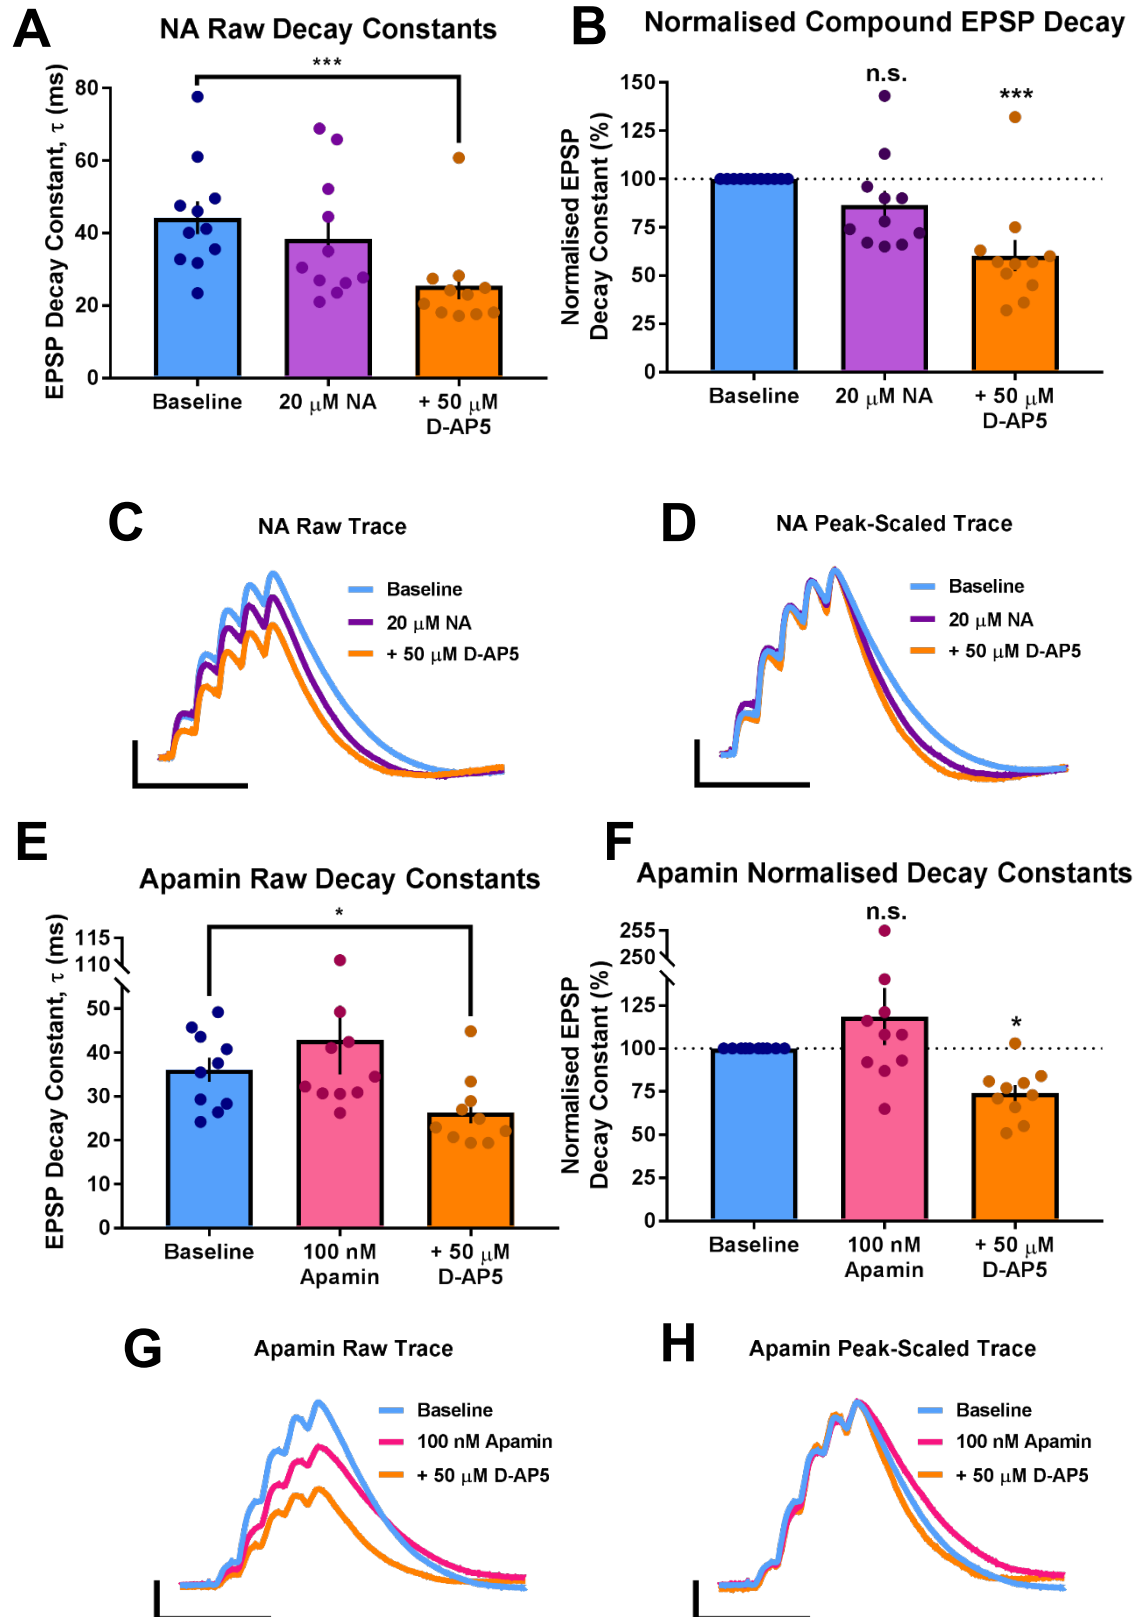 A
NA Raw Decay Constants
EPSP Decay Constant, τ (ms)
80
60
40
20
0
***
Baseline
20 μM NA
+ 50 μM
D-AP5
B
Normalised Compound EPSP Decay
Normalised EPSP
Decay Constant (%)
150
125
100
75
50
25
0
n.s.
***
Baseline
20 μM NA
+ 50 μM
D-AP5
C
NA Raw Trace
Baseline
20 μM NA
+ 50 μM D-AP5
D
NA Peak-Scaled Trace
Baseline
20 μM NA
+ 50 μM D-AP5
E
Apamin Raw Decay Constants
EPSP Decay Constant, τ (ms)
115
110
50
40
30
20
10
0
*
Baseline
100 nM
Apamin
+ 50 μM
D-AP5
F
Apamin Normalised Decay Constants
Normalised EPSP
Decay Constant (%)
255
250
125
100
75
50
25
0
n.s.
*
Baseline
100 nM
Apamin
+ 50 μM
D-AP5
G
Apamin Raw Trace
Baseline
100 nM Apamin
+ 50 μM D-AP5
H
Apamin Peak-Scaled Trace
Baseline
100 nM Apamin
+ 50 μM D-AP5